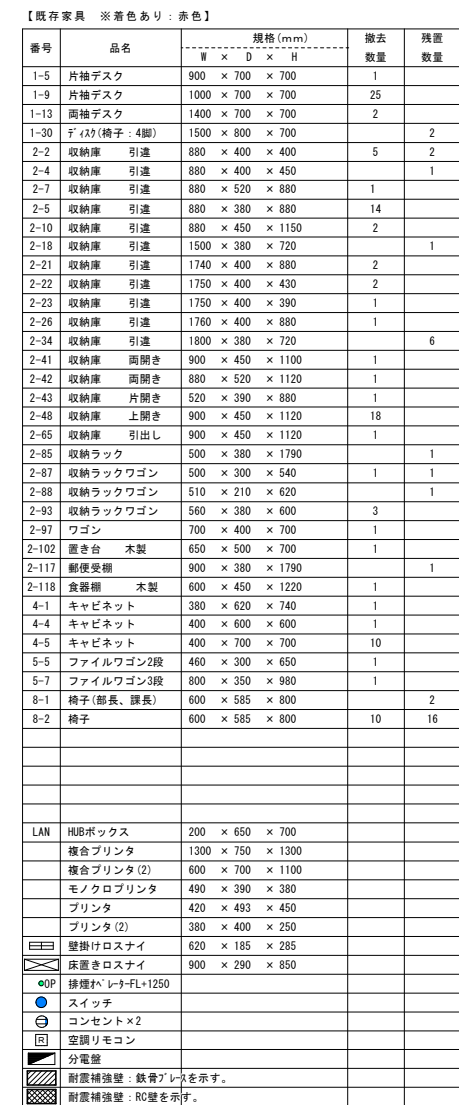 【既存家具　※着色あり：赤色】
番号 品名 規格(mm) 撤去 残置
W × D × H 数量 数量
1-5 片袖デスク 900 × 700 × 700 1
1-9 片袖デスク 1000 × 700 × 700 25
1-13 両袖デスク 1400 × 700 × 700 2
1-30 ﾃﾞｨｽｸ(椅子：4脚) 1500 × 800 × 700 2
2-2 収納庫 引違 880 × 400 × 400 5 2
2-4 収納庫 引違 880 × 400 × 450 1
2-7 収納庫 引違 880 × 520 × 880 1
2-5 収納庫 引違 880 × 380 × 880 14
2-10 収納庫 引違 880 × 450 × 1150 2
2-18 収納庫 引違 1500 × 380 × 720 1
2-21 収納庫 引違 1740 × 400 × 880 2
2-22 収納庫 引違 1750 × 400 × 430 2
2-23 収納庫 引違 1750 × 400 × 390 1
2-26 収納庫 引違 1760 × 400 × 880 1
2-34 収納庫 引違 1800 × 380 × 720 6
2-41 収納庫 両開き 900 × 450 × 1100 1
2-42 収納庫 両開き 880 × 520 × 1120 1
2-43 収納庫 片開き 520 × 390 × 880 1
2-48 収納庫 上開き 900 × 450 × 1120 18
2-65 収納庫 引出し 900 × 450 × 1120 1
2-85 収納ラック 500 × 380 × 1790 1
2-87 収納ラックワゴン 500 × 300 × 540 1 1
2-88 収納ラックワゴン 510 × 210 × 620 1
2-93 収納ラックワゴン 560 × 380 × 600 3
2-97 ワゴン 700 × 400 × 700 1
2-102 置き台 木製 650 × 500 × 700 1
2-117 郵便受棚 900 × 380 × 1790 1
2-118 食器棚 木製 600 × 450 × 1220 1
4-1 キャビネット 380 × 620 × 740 1
4-4 キャビネット 400 × 600 × 600 1
4-5 キャビネット 400 × 700 × 700 10
5-5 ファイルワゴン2段 460 × 300 × 650 1
5-7 ファイルワゴン3段 800 × 350 × 980 1
8-1 椅子(部長、課長) 600 × 585 × 800 2
8-2 椅子 600 × 585 × 800 10 16
LAN HUBボックス 200 × 650 × 700
複合プリンタ 1300 × 750 × 1300
複合プリンタ(2) 600 × 700 × 1100
モノクロプリンタ 490 × 390 × 380
プリンタ 420 × 493 × 450
プリンタ(2) 380 × 400 × 250
壁掛けロスナイ 620 × 185 × 285
床置きロスナイ 900 × 290 × 850
OP 排煙ｵﾍﾟﾚｰﾀｰFL+1250
スイッチ
コンセント×2
R 空調リモコン
分電盤
耐震補強壁：鉄骨ﾌﾞﾚｰｽを示す。
耐震補強壁：RC壁を示す。